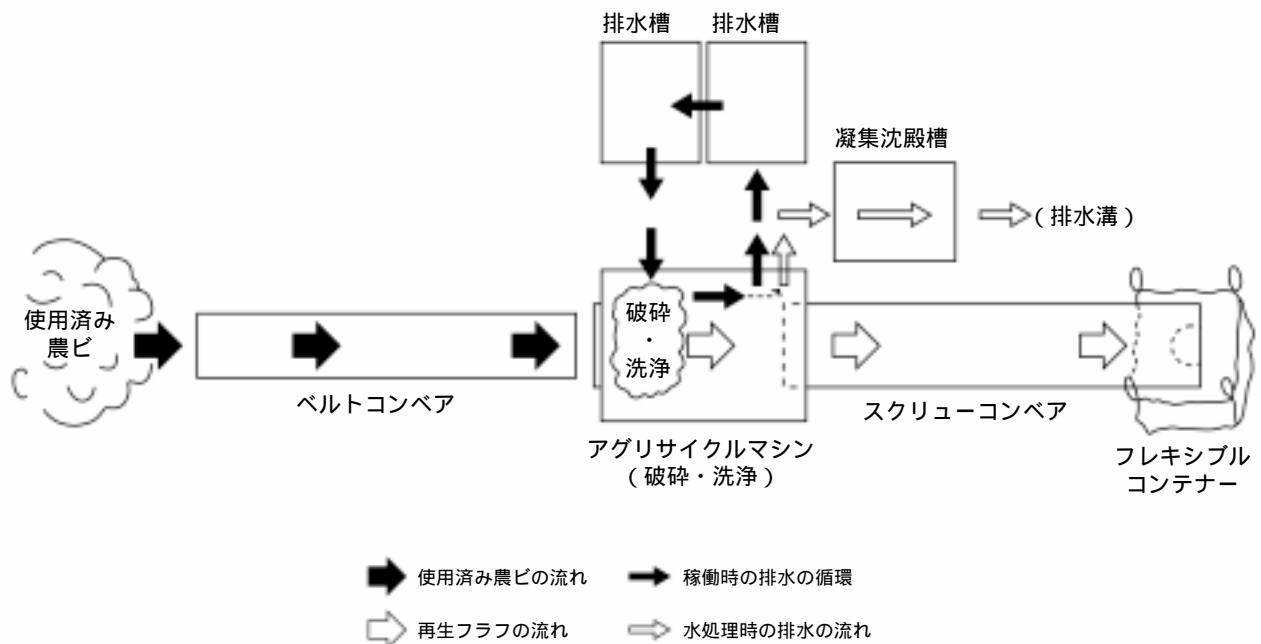 排水槽
排水槽
凝集沈殿槽
(排水溝)
使用済み
農ビ
破砕
・
洗浄
ベルトコンベア
スクリューコンベア
アグリサイクルマシン
(破砕・洗浄)
フレキシブル
コンテナー
使用済み農ビの流れ
稼働時の排水の循環
再生フラフの流れ
水処理時の排水の流れ